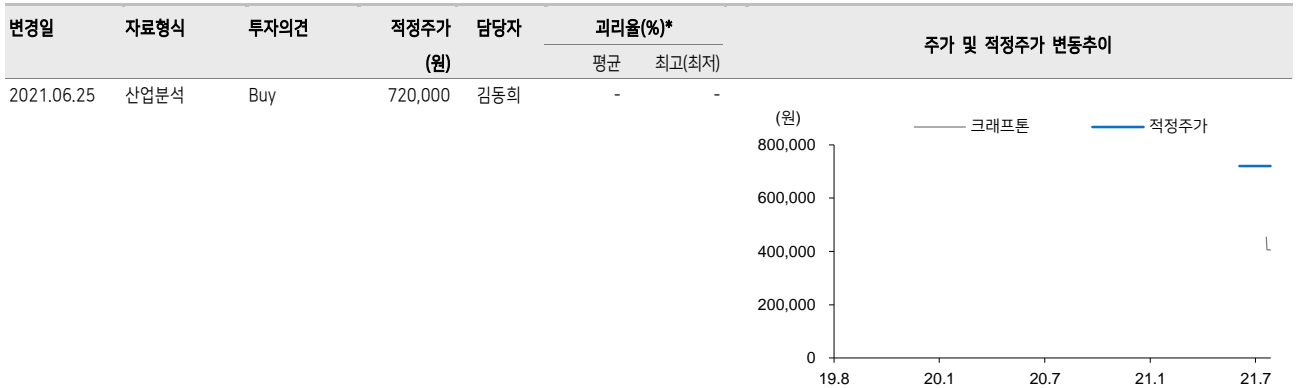 변경일 자료형식 투자의견 적정주가 담당자 괴리율(%)*
(원) 평균 최고(최저)
2021.06.25 산업분석 Buy 720,000 김동희 - -
주가 및 적정주가 변동추이
(원) 크래프톤 적정주가
800,000
600,000
400,000
200,000
0
19.8 20.1 20.7 21.1 21.7